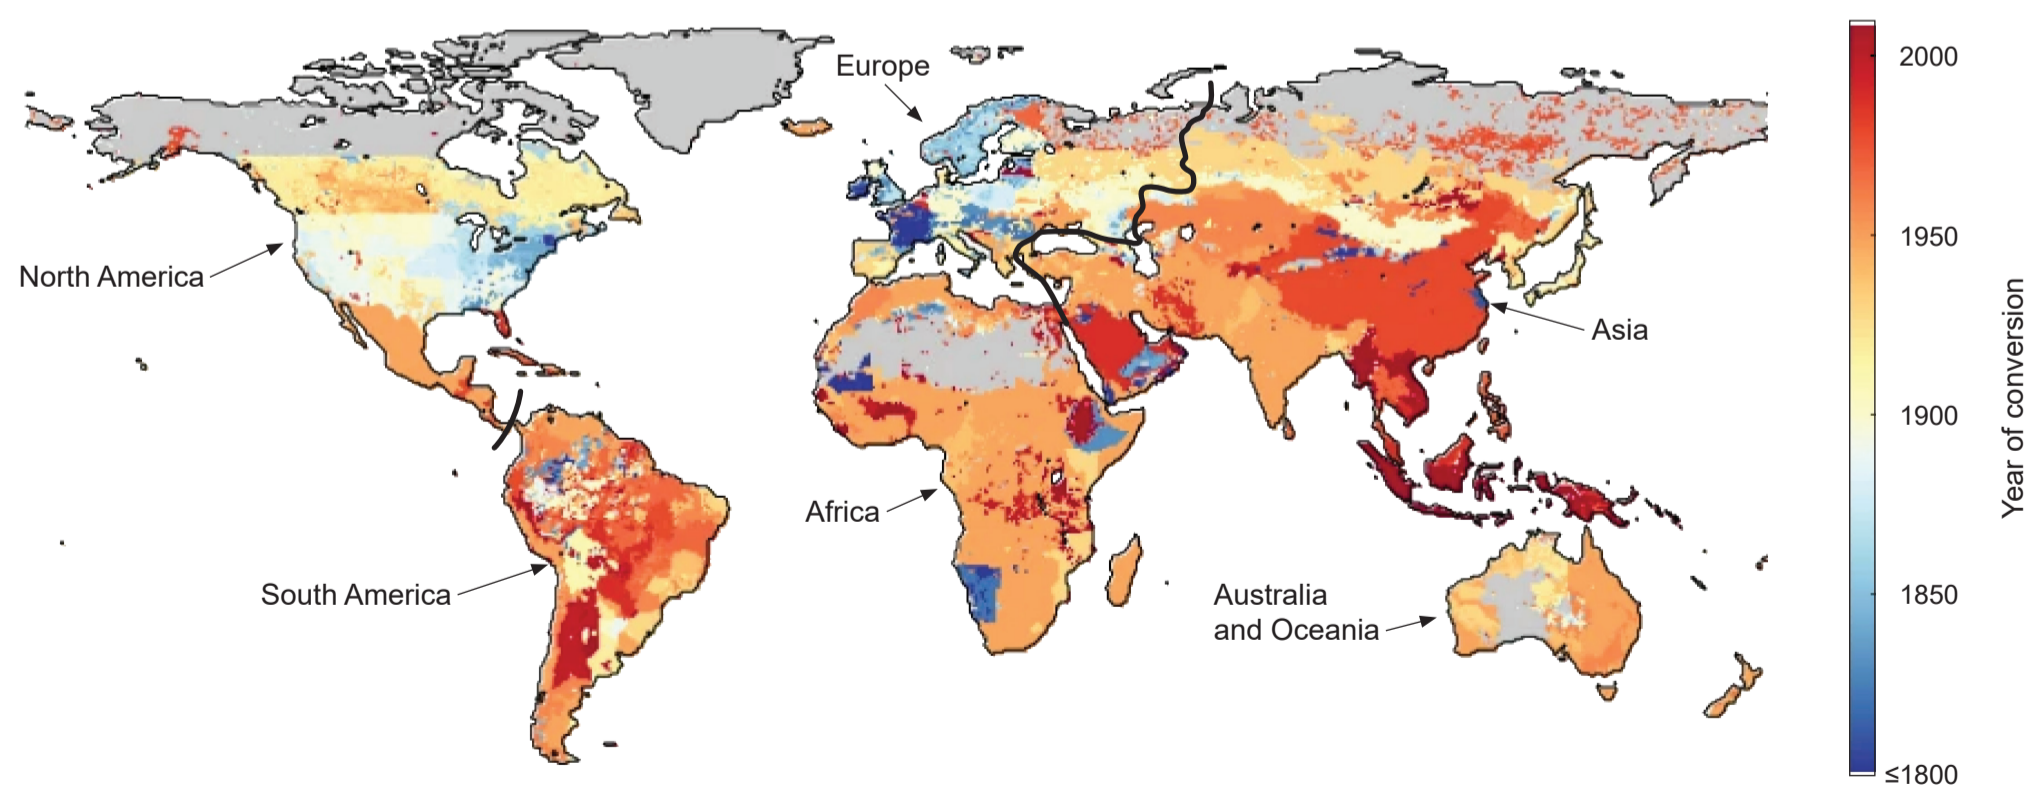 Europe
North America
Asia
Africa
South America
Australia
and Oceania
2000
1950
1900
1850
≤1800
Year of conversion